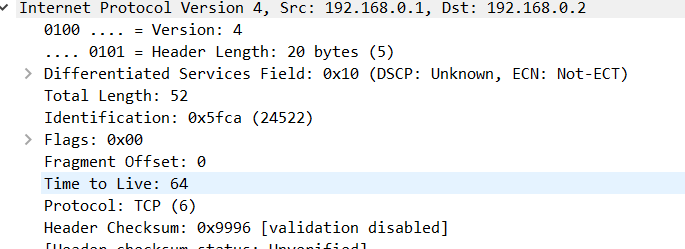 Internet Protocol Version 4, Src: 192.168.0.1, Dst: 192.168.0.2
0100 .... = Version: 4
.... 0101 = Header Length: 20 bytes (5)
Differentiated Services Field: 0x10 (DSCP: Unknown, ECN: Not-ECT)
Total Length: 52
Identification: 0x5fca (24522)
Flags: 0x00
Fragment Offset: 0
Time to Live: 64
Protocol: TCP (6)
Header Checksum: 0x9996 [validation disabled]
[Header checksum status: Unverified]